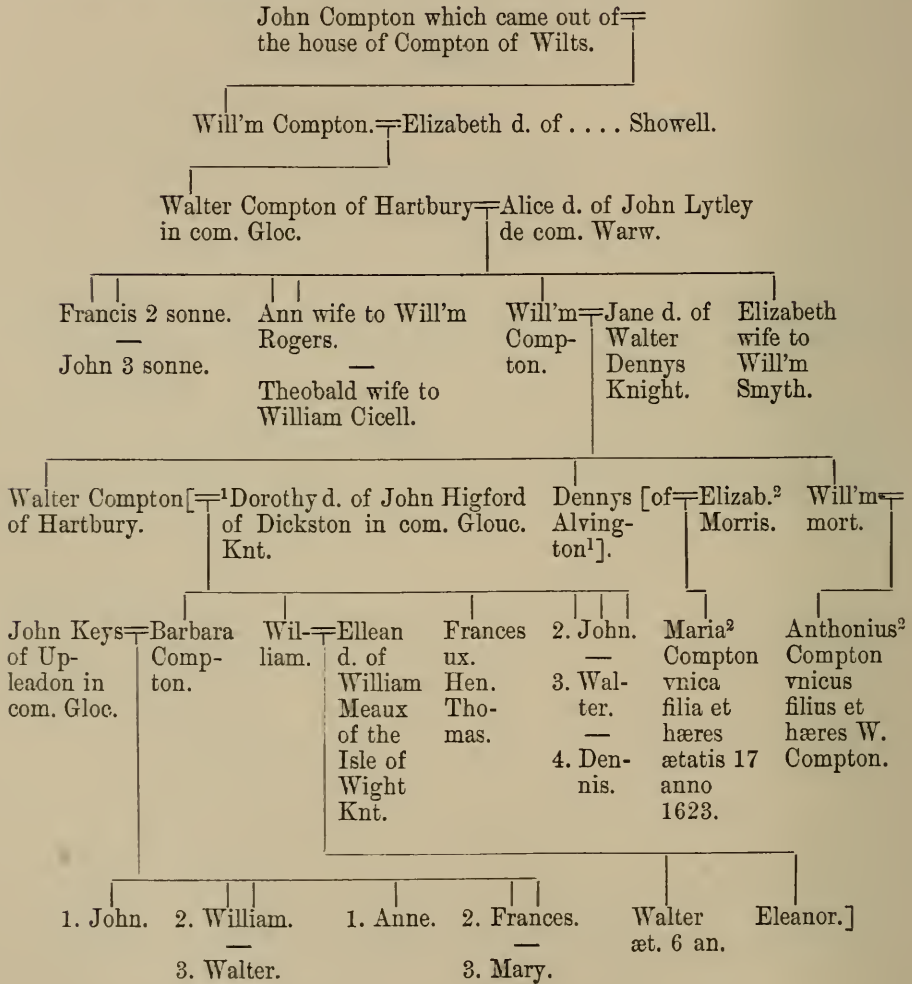 John Compton which came out of
the house of Compton of Wilts.
Will'm Compton. Elizabeth d. of . . . . Showell.
Walter Compton of Hartbury
in com. Gloc.
Alice d. of John Lytley
de com. Warw.
Francis 2 sonne.
—
John 3 sonne.
Ann wife to Will'm
Rogers.
—
Theobald wife to
William Cicell.
Will'm
Comp-
ton.
Jane d. of
Walter
Dennys
Knight.
Elizabeth
wife to
Will'm
Smyth.
Walter Compton[
of Hartbury.
¹Dorothy d. of John Higford
of Dickston in com. Glouc.
Knt.
Dennys [of
Alving-
ton¹].
Elizab.²
Morris.
Will'm
mort.
John Keys
of Up-
leadon in
com. Gloc.
Barbara
Comp-
ton.
Wil-
liam.
Ellean
d. of
William
Meaux
of the
Isle of
Wight
Knt.
Frances
ux.
Hen.
Tho-
mas.
2. John.
—
3. Wal-
ter.
—
4. Den-
nis.
Maria²
Compton
vnica
filia et
hæres
ætatis 17
anno
1623.
Anthonius²
Compton
vnicus
filius et
hæres W.
Compton.
1. John.
2. William.
—
3. Walter.
1. Anne.
2. Frances.
—
3. Mary.
Walter
æt. 6 an.
Eleanor.]